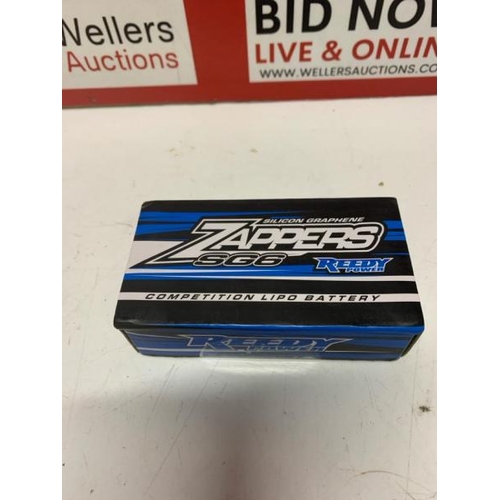 Wellers
Auctions
BID NO
LIVE & ONLIN
WWW.WELLERSAUCTIONS.CO
SILICON GRAPHENE
ZAPPERS
SG6
REEDY
POWER
COMPETITION LIPO BATTERY
REEDY
POWER